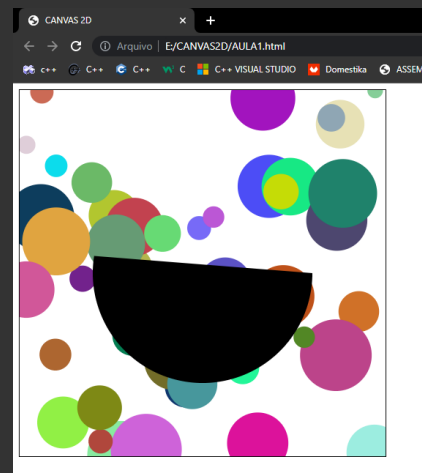 CANVAS 2D × +
Arquivo | E:/CANVAS2D/AULA1.html
c++ C++ C++ C C++ VISUAL STUDIO Domestika ASSEM